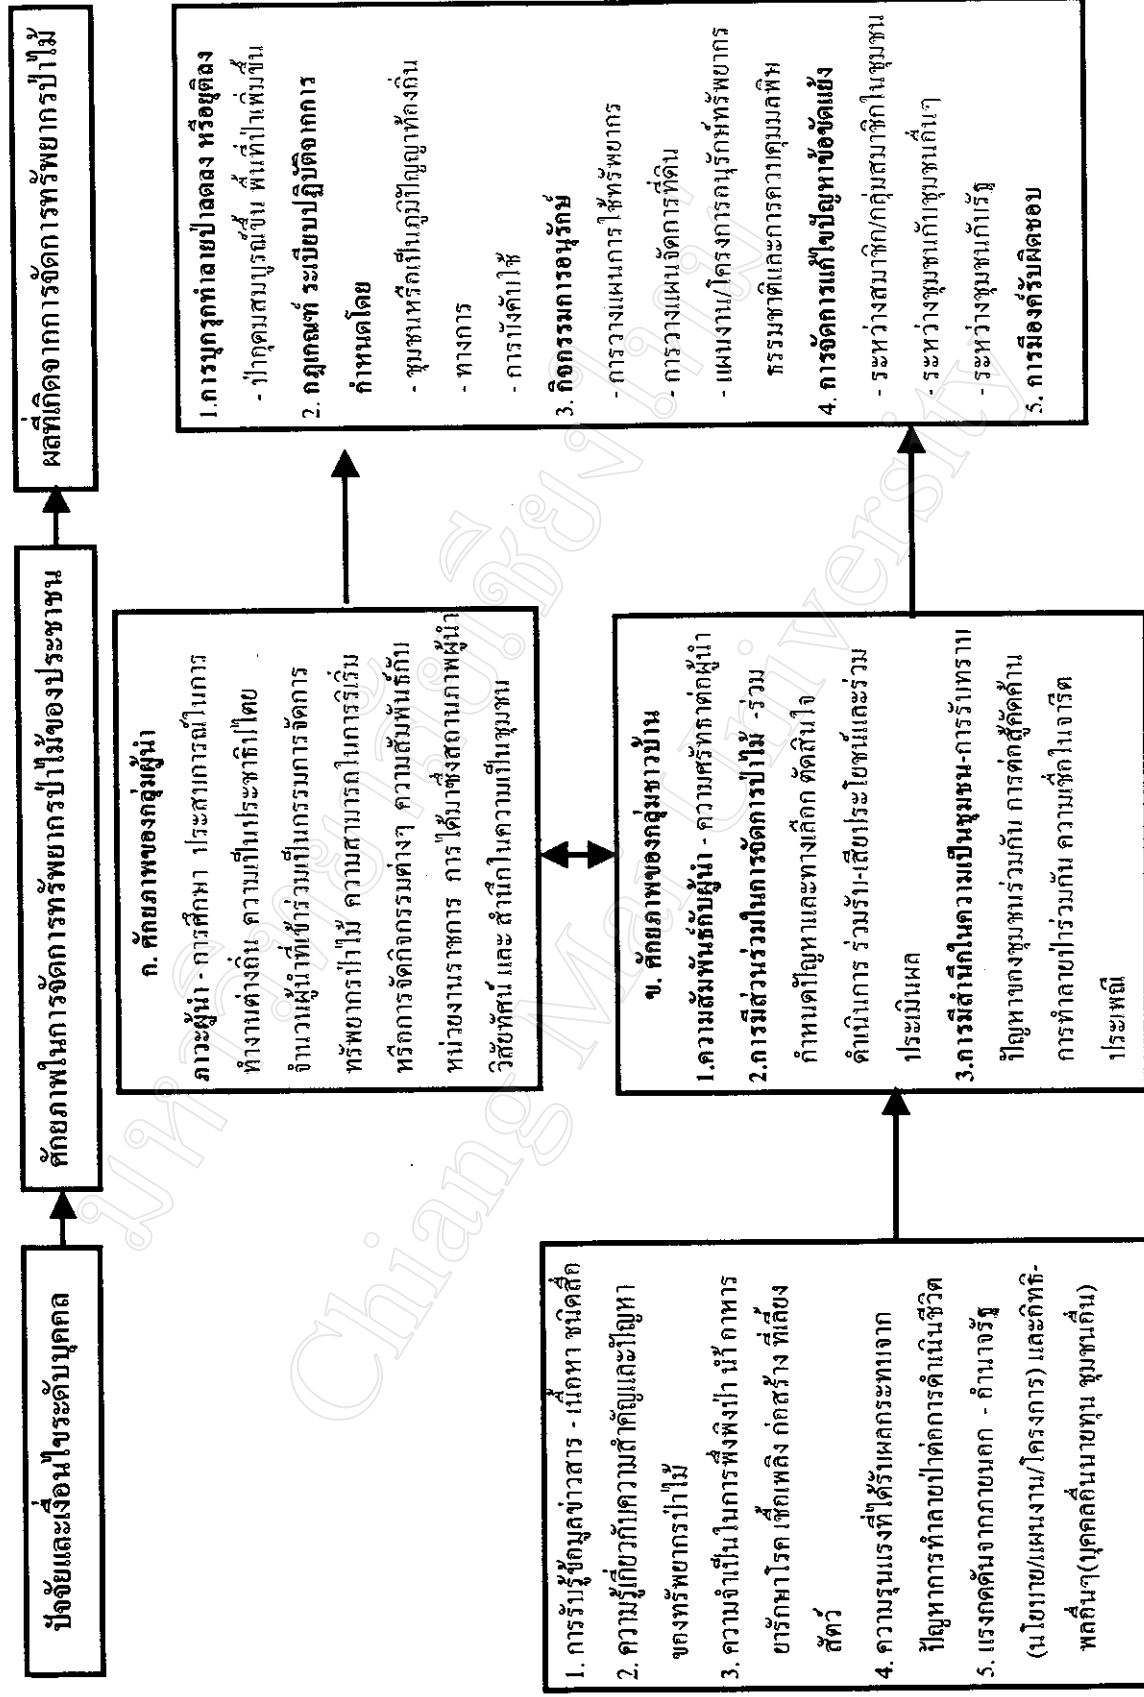 ปัจจัยและเงื่อนไขระดับบุคคล
ศักยภาพในการจัดการทรัพยากรป่าไม้ของประชาชน
ผลที่เกิดจากการจัดการทรัพยากรป่าไม้
1. การรับรู้ข้อมูลข่าวสาร - เนื้อหา ชนิดสื่อ
2. ความรู้เกี่ยวกับความสำคัญและปัญหา
ของทรัพยากรป่าไม้
3. ความจำเป็นในการพึ่งพิงป่า น้ำ อาหาร
ยารักษาโรค เชื้อเพลิง ก่อสร้าง ที่เลี้ยง
สัตว์
4. ความรุนแรงที่ได้รับผลกระทบจาก
ปัญหาการทำลายป่าต่อการดำเนินชีวิต
5. แรงกดดันจากภายนอก - อำนาจรัฐ
(นโยบาย/แผนงาน/โครงการ) และอิทธิ-
พลอื่นๆ(บุคคลอื่นนายทุน ชุมชนอื่น)
ก. ศักยภาพของกลุ่มผู้นำ
ภาวะผู้นำ - การศึกษา ประสบการณ์ในการ
ทำงานต่างถิ่น ความเป็นประชาธิปไตย
จำนวนผู้นำที่เข้าร่วมเป็นกรรมการจัดการ
ทรัพยากรป่าไม้ ความสามารถในการริเริ่ม
หรือการจัดกิจกรรมต่างๆ ความสัมพันธ์กับ
หน่วยงานราชการ การได้มาซึ่งสถานภาพผู้นำ
วิสัยทัศน์ และ สำนึกในความเป็นชุมชน
ข. ศักยภาพของกลุ่มชาวบ้าน
1.ความสัมพันธ์กับผู้นำ - ความศรัทธาต่อผู้นำ
2.การมีส่วนร่วมในการจัดการป่าไม้ -ร่วม
กำหนดปัญหาและทางเลือก ตัดสินใจ
ดำเนินการ ร่วมรับ-เสียประโยชน์และร่วม
ประเมินผล
3.การมีสำนึกในความเป็นชุมชน-การรับทราบ
ปัญหาของชุมชนร่วมกัน การต่อสู้คัดค้าน
การทำลายป่าร่วมกัน ความเชื่อในจารีต
ประเพณี
1.การบุกรุกทำลายป่าลดลง หรือยุติลง
- ป่าอุดมสมบูรณ์ขึ้น พื้นที่ป่าเพิ่มขึ้น
2. กฎเกณฑ์ ระเบียบปฏิบัติจากการ
กำหนดโดย
- ชุมชนหรือเป็นภูมิปัญญาท้องถิ่น
- ทางการ
- การบังคับใช้
3. กิจกรรมการอนุรักษ์
- การวางแผนการใช้ทรัพยากร
- การวางแผนจัดการที่ดิน
- แผนงาน/โครงการอนุรักษ์ทรัพยากร
ธรรมชาติและการควบคุมมลพิษ
4. การจัดการแก้ไขปัญหาข้อขัดแย้ง
- ระหว่างสมาชิก/กลุ่มสมาชิกในชุมชน
- ระหว่างชุมชนกับชุมชนอื่นๆ
- ระหว่างชุมชนกับรัฐ
5. การมีองค์รับผิดชอบ
มหาวิทยาลัยเชียงใหม่
Chiang Mai University